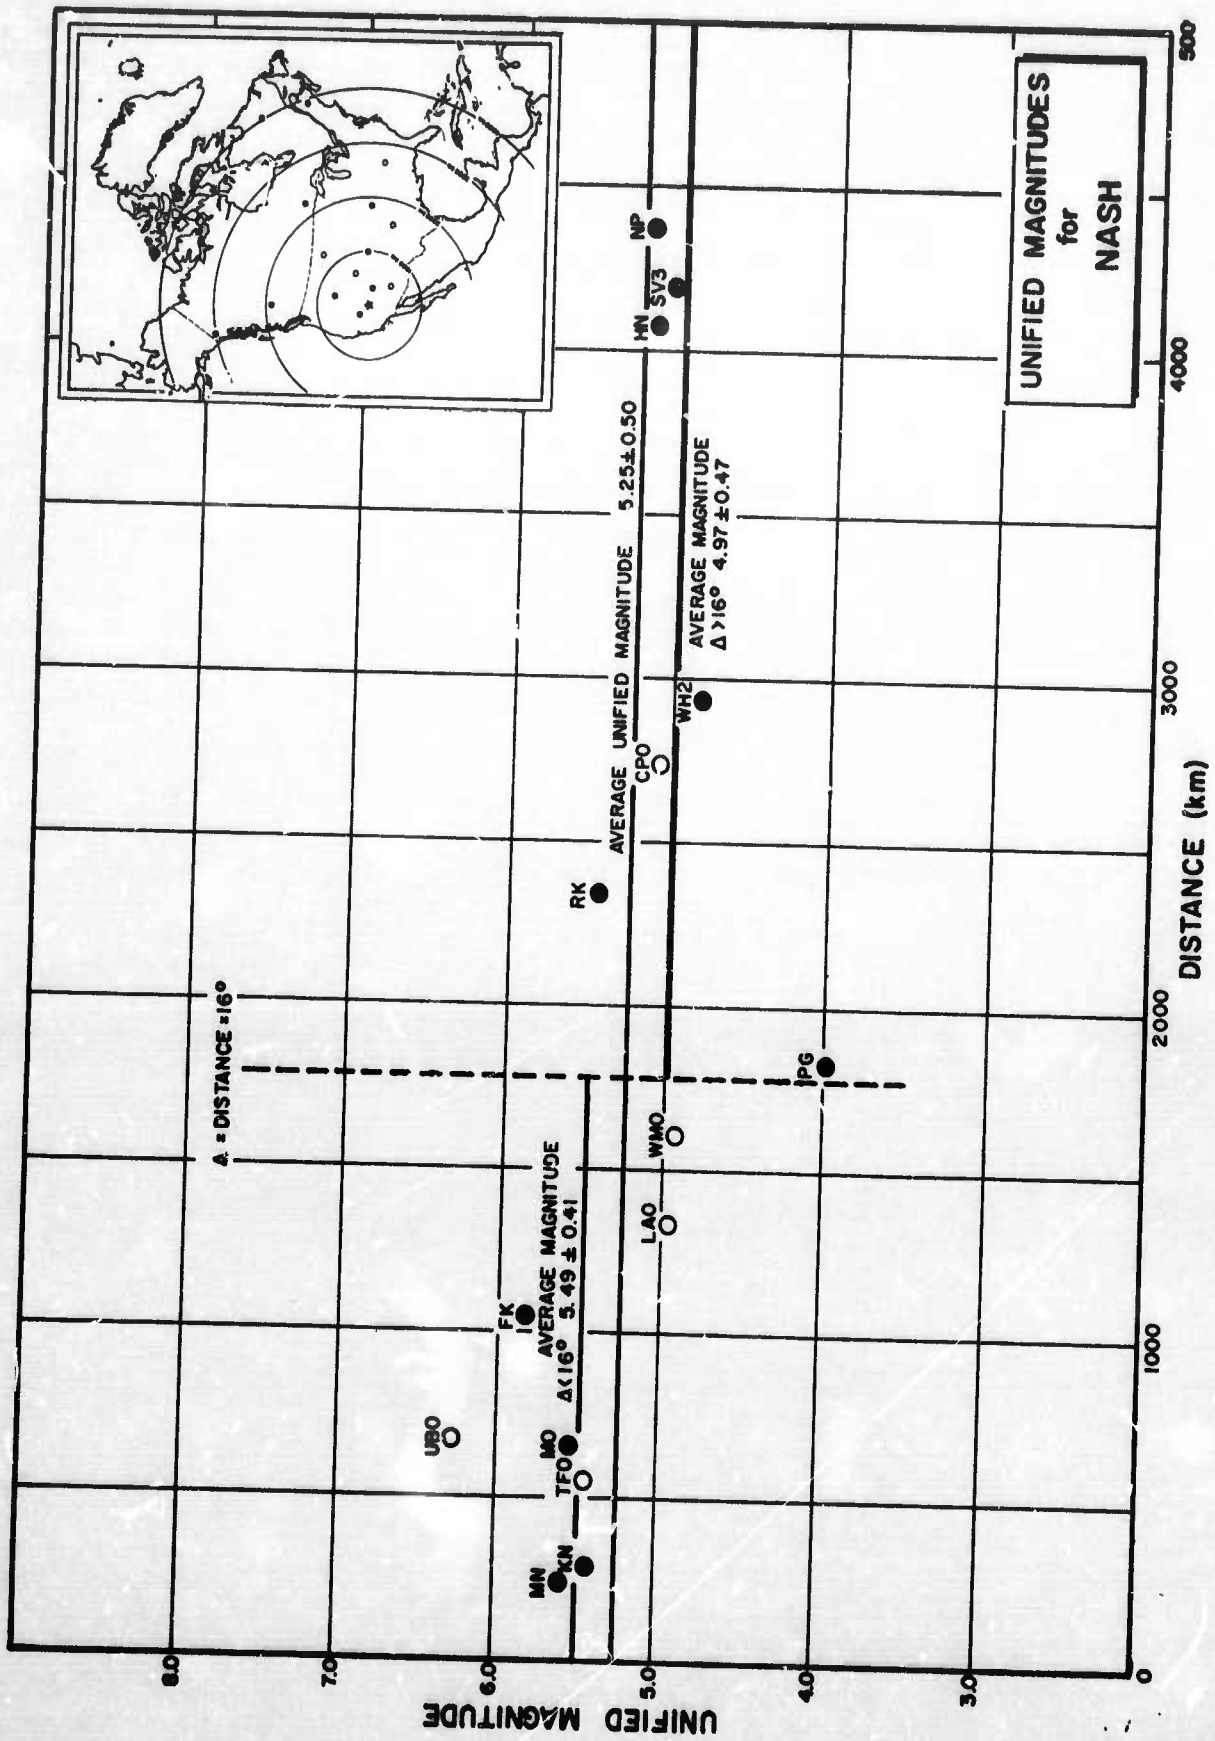 UNIFIED MAGNITUDES
for
NASH
UNIFIED MAGNITUDE
8.0
7.0
6.0
5.0
4.0
3.0
0
1000
2000
3000
4000
500
DISTANCE (km)
Δ = DISTANCE = 16°
AVERAGE MAGNITUDE
Δ < 16° 5.49 ± 0.41
AVERAGE UNIFIED MAGNITUDE 5.25±0.50
AVERAGE MAGNITUDE
Δ > 16° 4.97 ± 0.47
MN
KN
TFO
MO
UBO
FK
LAO
WMO
PG
RK
CPO
WH2
HN
SV3
NP